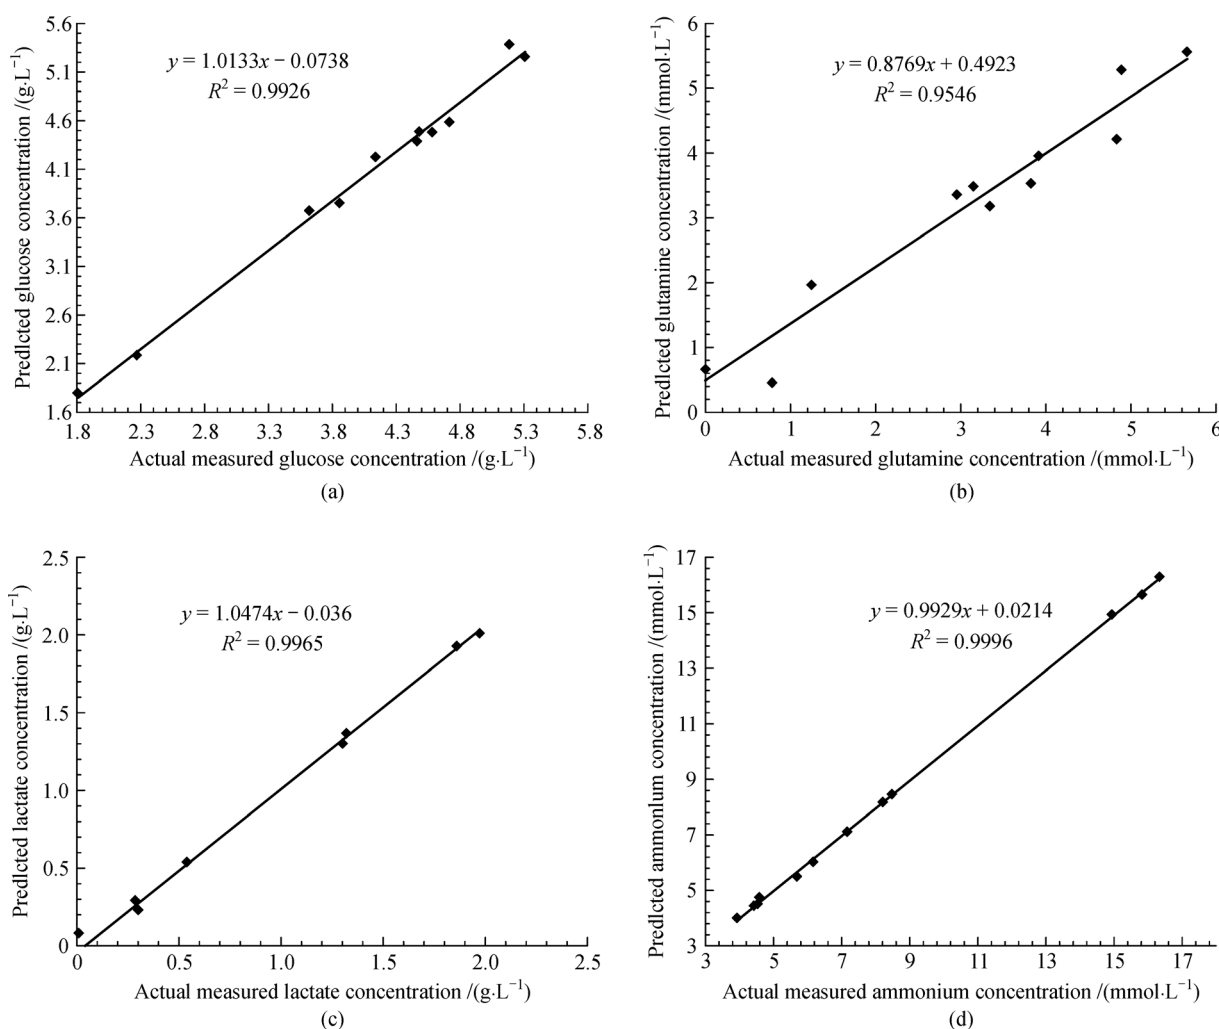 Predlcted glucose concentration /(g·L⁻¹)
5.6
5.1
4.6
4.1
3.6
3.1
2.6
2.1
1.6
y = 1.0133x − 0.0738
R² = 0.9926
1.8 2.3 2.8 3.3 3.8 4.3 4.8 5.3 5.8
Actual measured glucose concentration /(g·L⁻¹)
(a)
Predlcted glutamine concentration /(mmol·L⁻¹)
6
5
4
3
2
1
0
y = 0.8769x + 0.4923
R² = 0.9546
0 1 2 3 4 5 6
Actual measured glutamine concentration /(mmol·L⁻¹)
(b)
Predlcted lactate concentration /(g·L⁻¹)
2.5
2.0
1.5
1.0
0.5
0
y = 1.0474x − 0.036
R² = 0.9965
0 0.5 1.0 1.5 2.0 2.5
Actual measured lactate concentration /(g·L⁻¹)
(c)
Predlcted ammonlum concentration /(mmol·L⁻¹)
17
15
13
11
9
7
5
3
y = 0.9929x + 0.0214
R² = 0.9996
3 5 7 9 11 13 15 17
Actual measured ammonium concentration /(mmol·L⁻¹)
(d)